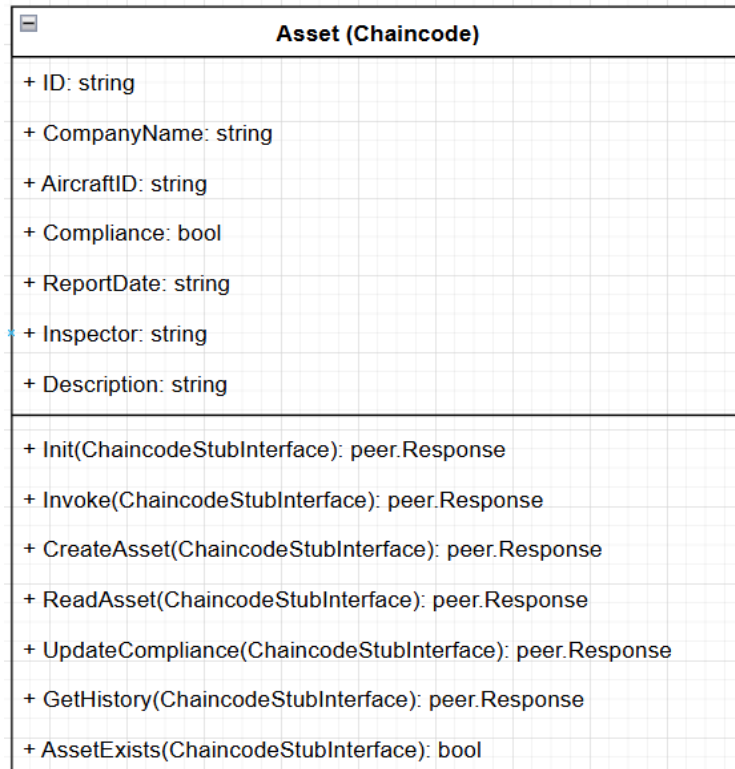 Asset (Chaincode)
+ ID: string
+ CompanyName: string
+ AircraftID: string
+ Compliance: bool
+ ReportDate: string
+ Inspector: string
+ Description: string
+ Init(ChaincodeStubInterface): peer.Response
+ Invoke(ChaincodeStubInterface): peer.Response
+ CreateAsset(ChaincodeStubInterface): peer.Response
+ ReadAsset(ChaincodeStubInterface): peer.Response
+ UpdateCompliance(ChaincodeStubInterface): peer.Response
+ GetHistory(ChaincodeStubInterface): peer.Response
+ AssetExists(ChaincodeStubInterface): bool